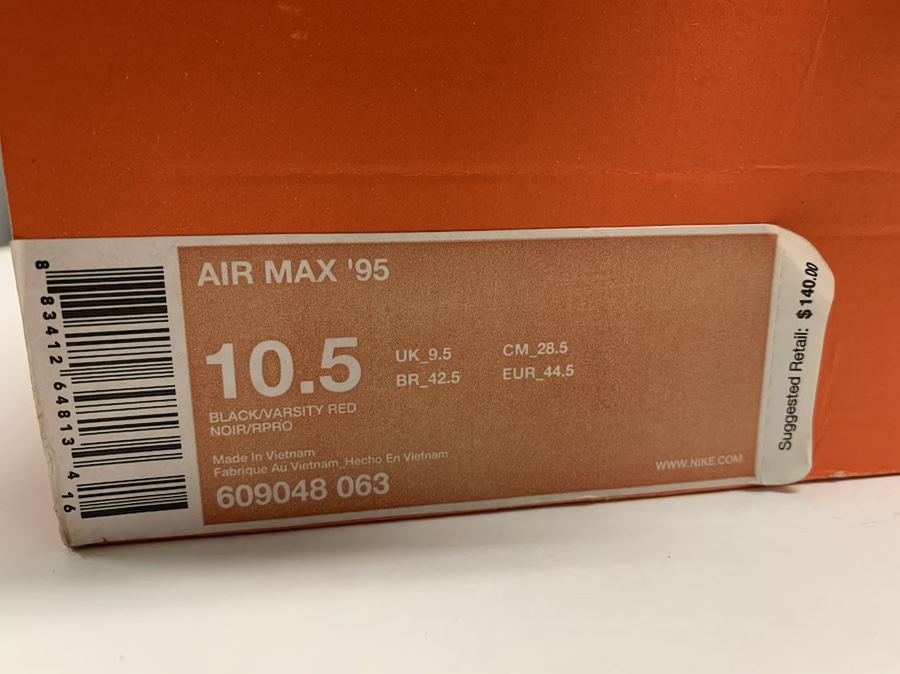 AIR MAX '95
10.5
UK_9.5 CM_28.5
BR_42.5 EUR_44.5
BLACK/VARSITY RED
NOIR/RPRO
Made In Vietnam
Fabrique Au Vietnam_Hecho En Vietnam
609048 063
WWW.NIKE.COM
Suggested Retail: $140.00
8 83412 64813 4 16